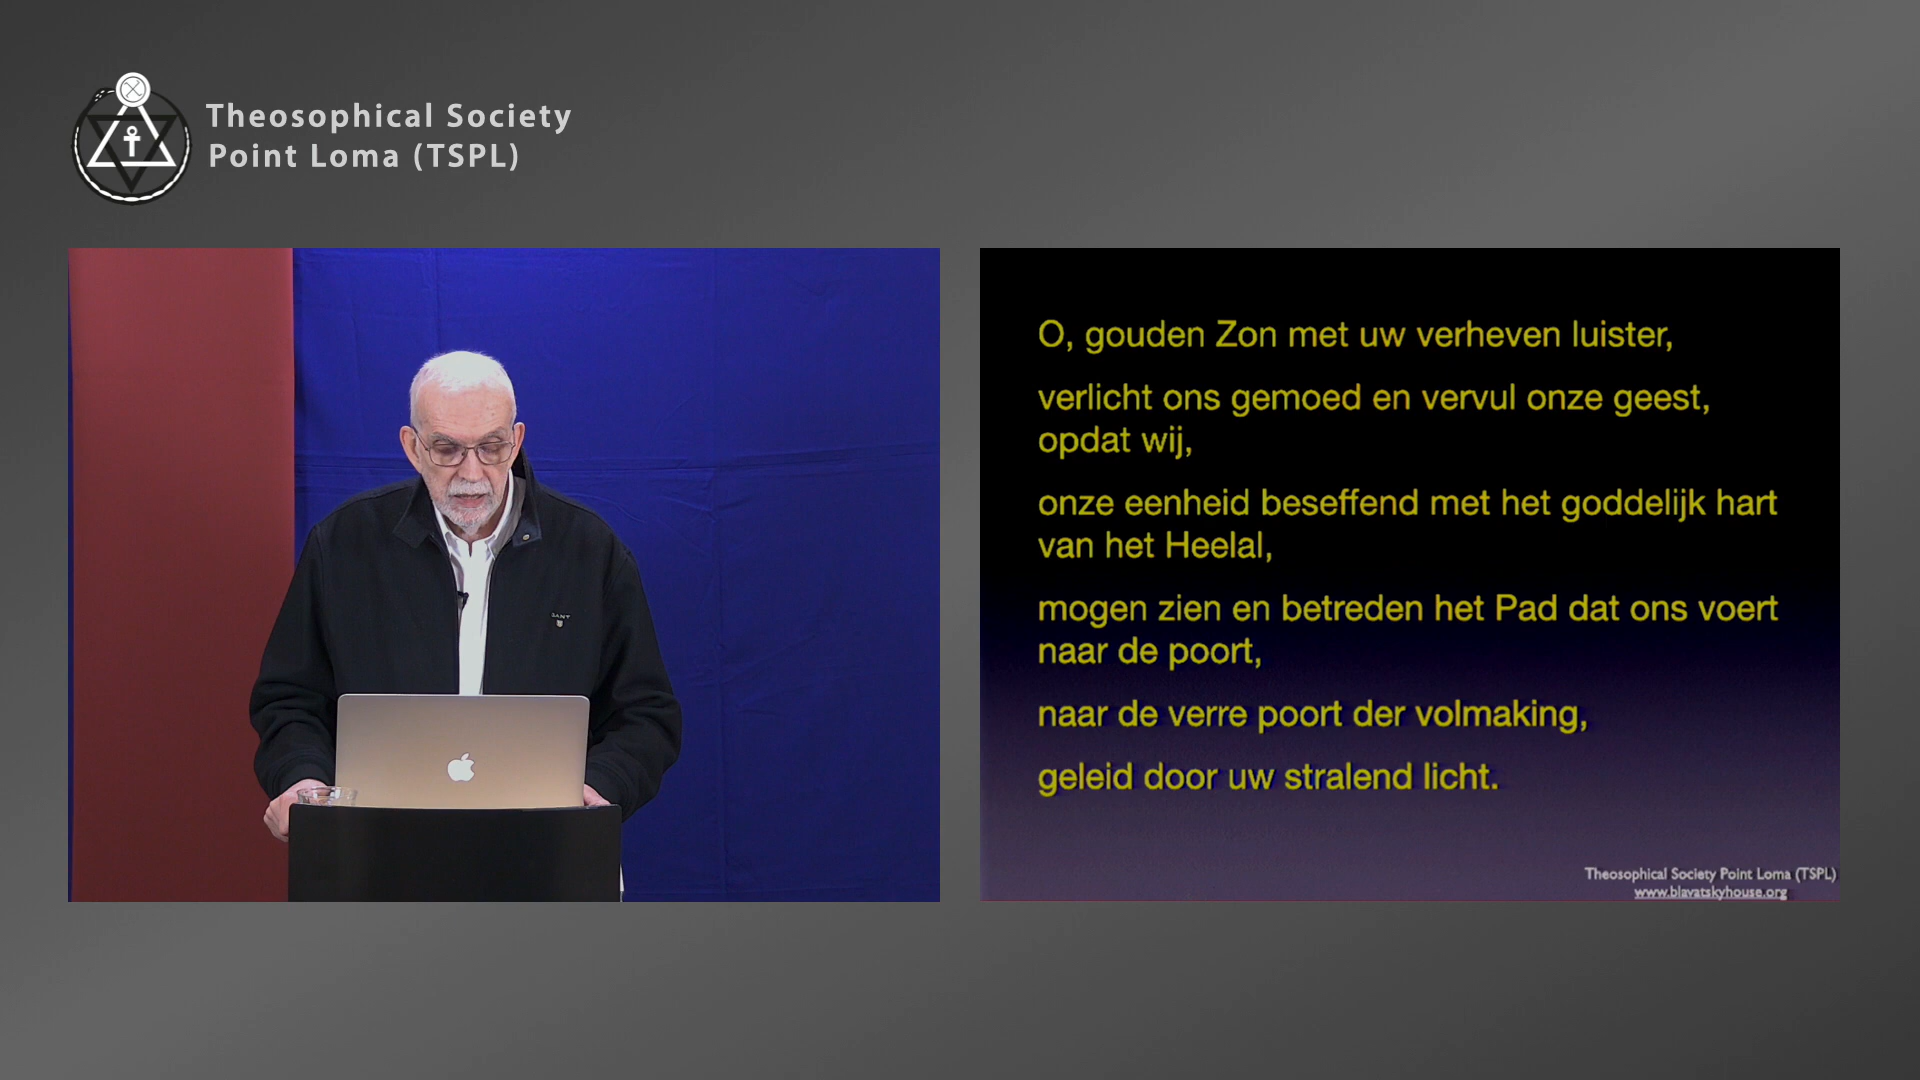 Theosophical Society
Point Loma (TSPL)
GANT
O, gouden Zon met uw verheven luister,
verlicht ons gemoed en vervul onze geest,
opdat wij,
onze eenheid beseffend met het goddelijk hart
van het Heelal,
mogen zien en betreden het Pad dat ons voert
naar de poort,
naar de verre poort der volmaking,
geleid door uw stralend licht.
Theosophical Society Point Loma (TSPL)
www.blavatskyhouse.org